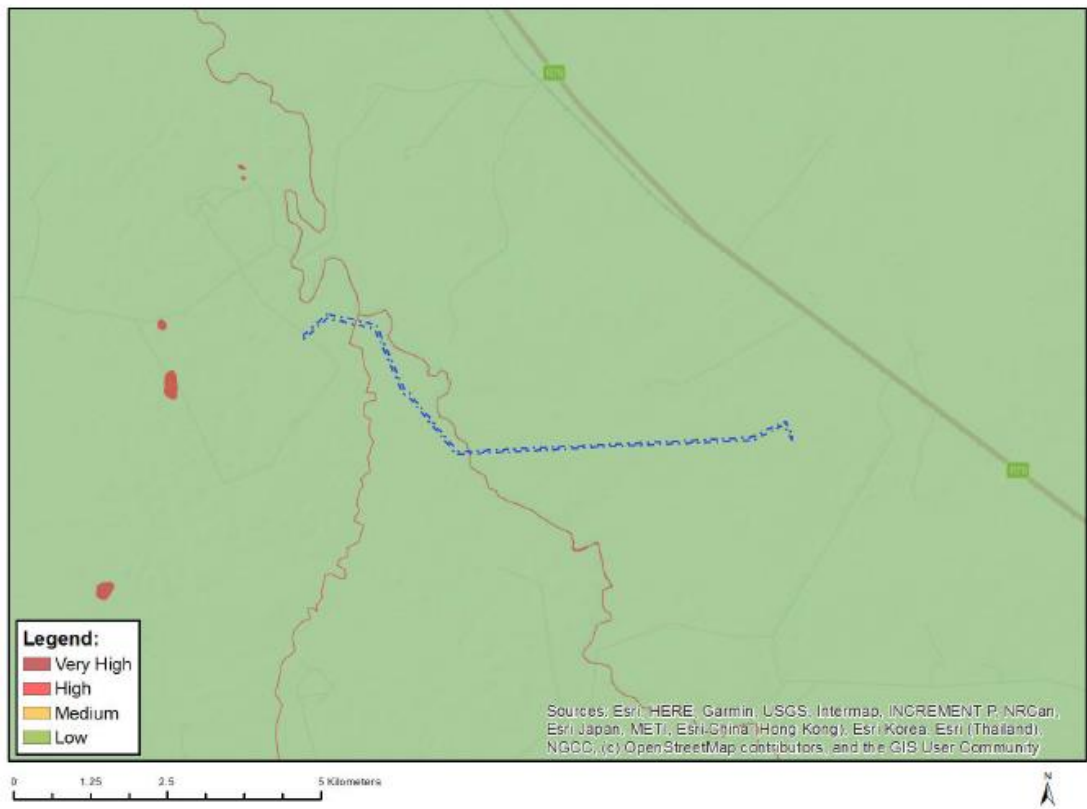 R76
R76
Legend:
Very High
High
Medium
Low
Sources: Esri, HERE, Garmin, USGS, Intermap, INCREMENT P, NRCan,
Esri Japan, METI, Esri China (Hong Kong), Esri Korea, Esri (Thailand),
NGCC, (c) OpenStreetMap contributors, and the GIS User Community
0 1.25 2.5 5 Kilometers
N